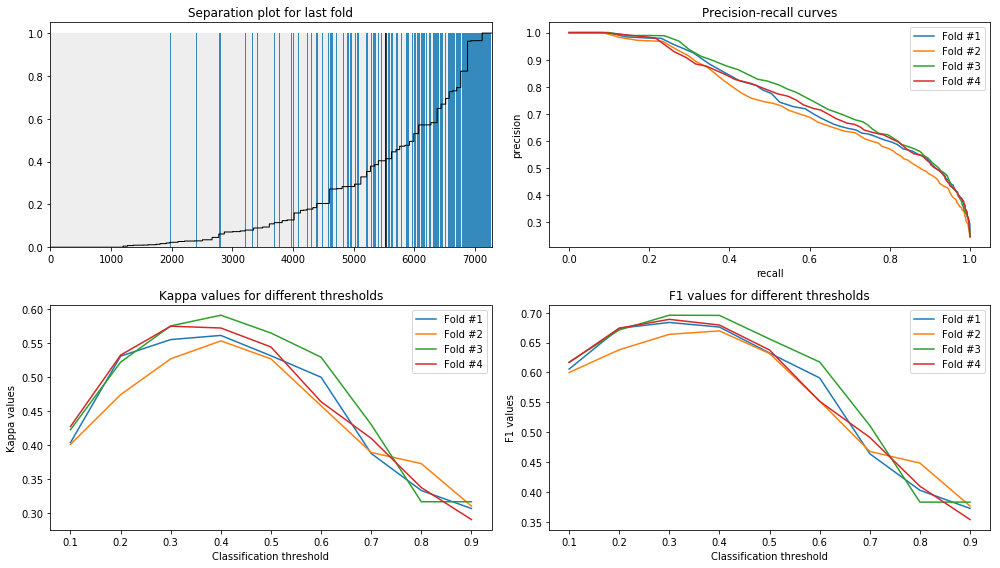 Separation plot for last fold
1.0
0.8
0.6
0.4
0.2
0.0
0 1000 2000 3000 4000 5000 6000 7000
Precision-recall curves
precision
1.0
0.9
0.8
0.7
0.6
0.5
0.4
0.3
Fold #1
Fold #2
Fold #3
Fold #4
0.0 0.2 0.4 0.6 0.8 1.0
recall
Kappa values for different thresholds
Kappa values
0.60
0.55
0.50
0.45
0.40
0.35
0.30
Fold #1
Fold #2
Fold #3
Fold #4
0.1 0.2 0.3 0.4 0.5 0.6 0.7 0.8 0.9
Classification threshold
F1 values for different thresholds
F1 values
0.70
0.65
0.60
0.55
0.50
0.45
0.40
0.35
Fold #1
Fold #2
Fold #3
Fold #4
0.1 0.2 0.3 0.4 0.5 0.6 0.7 0.8 0.9
Classification threshold